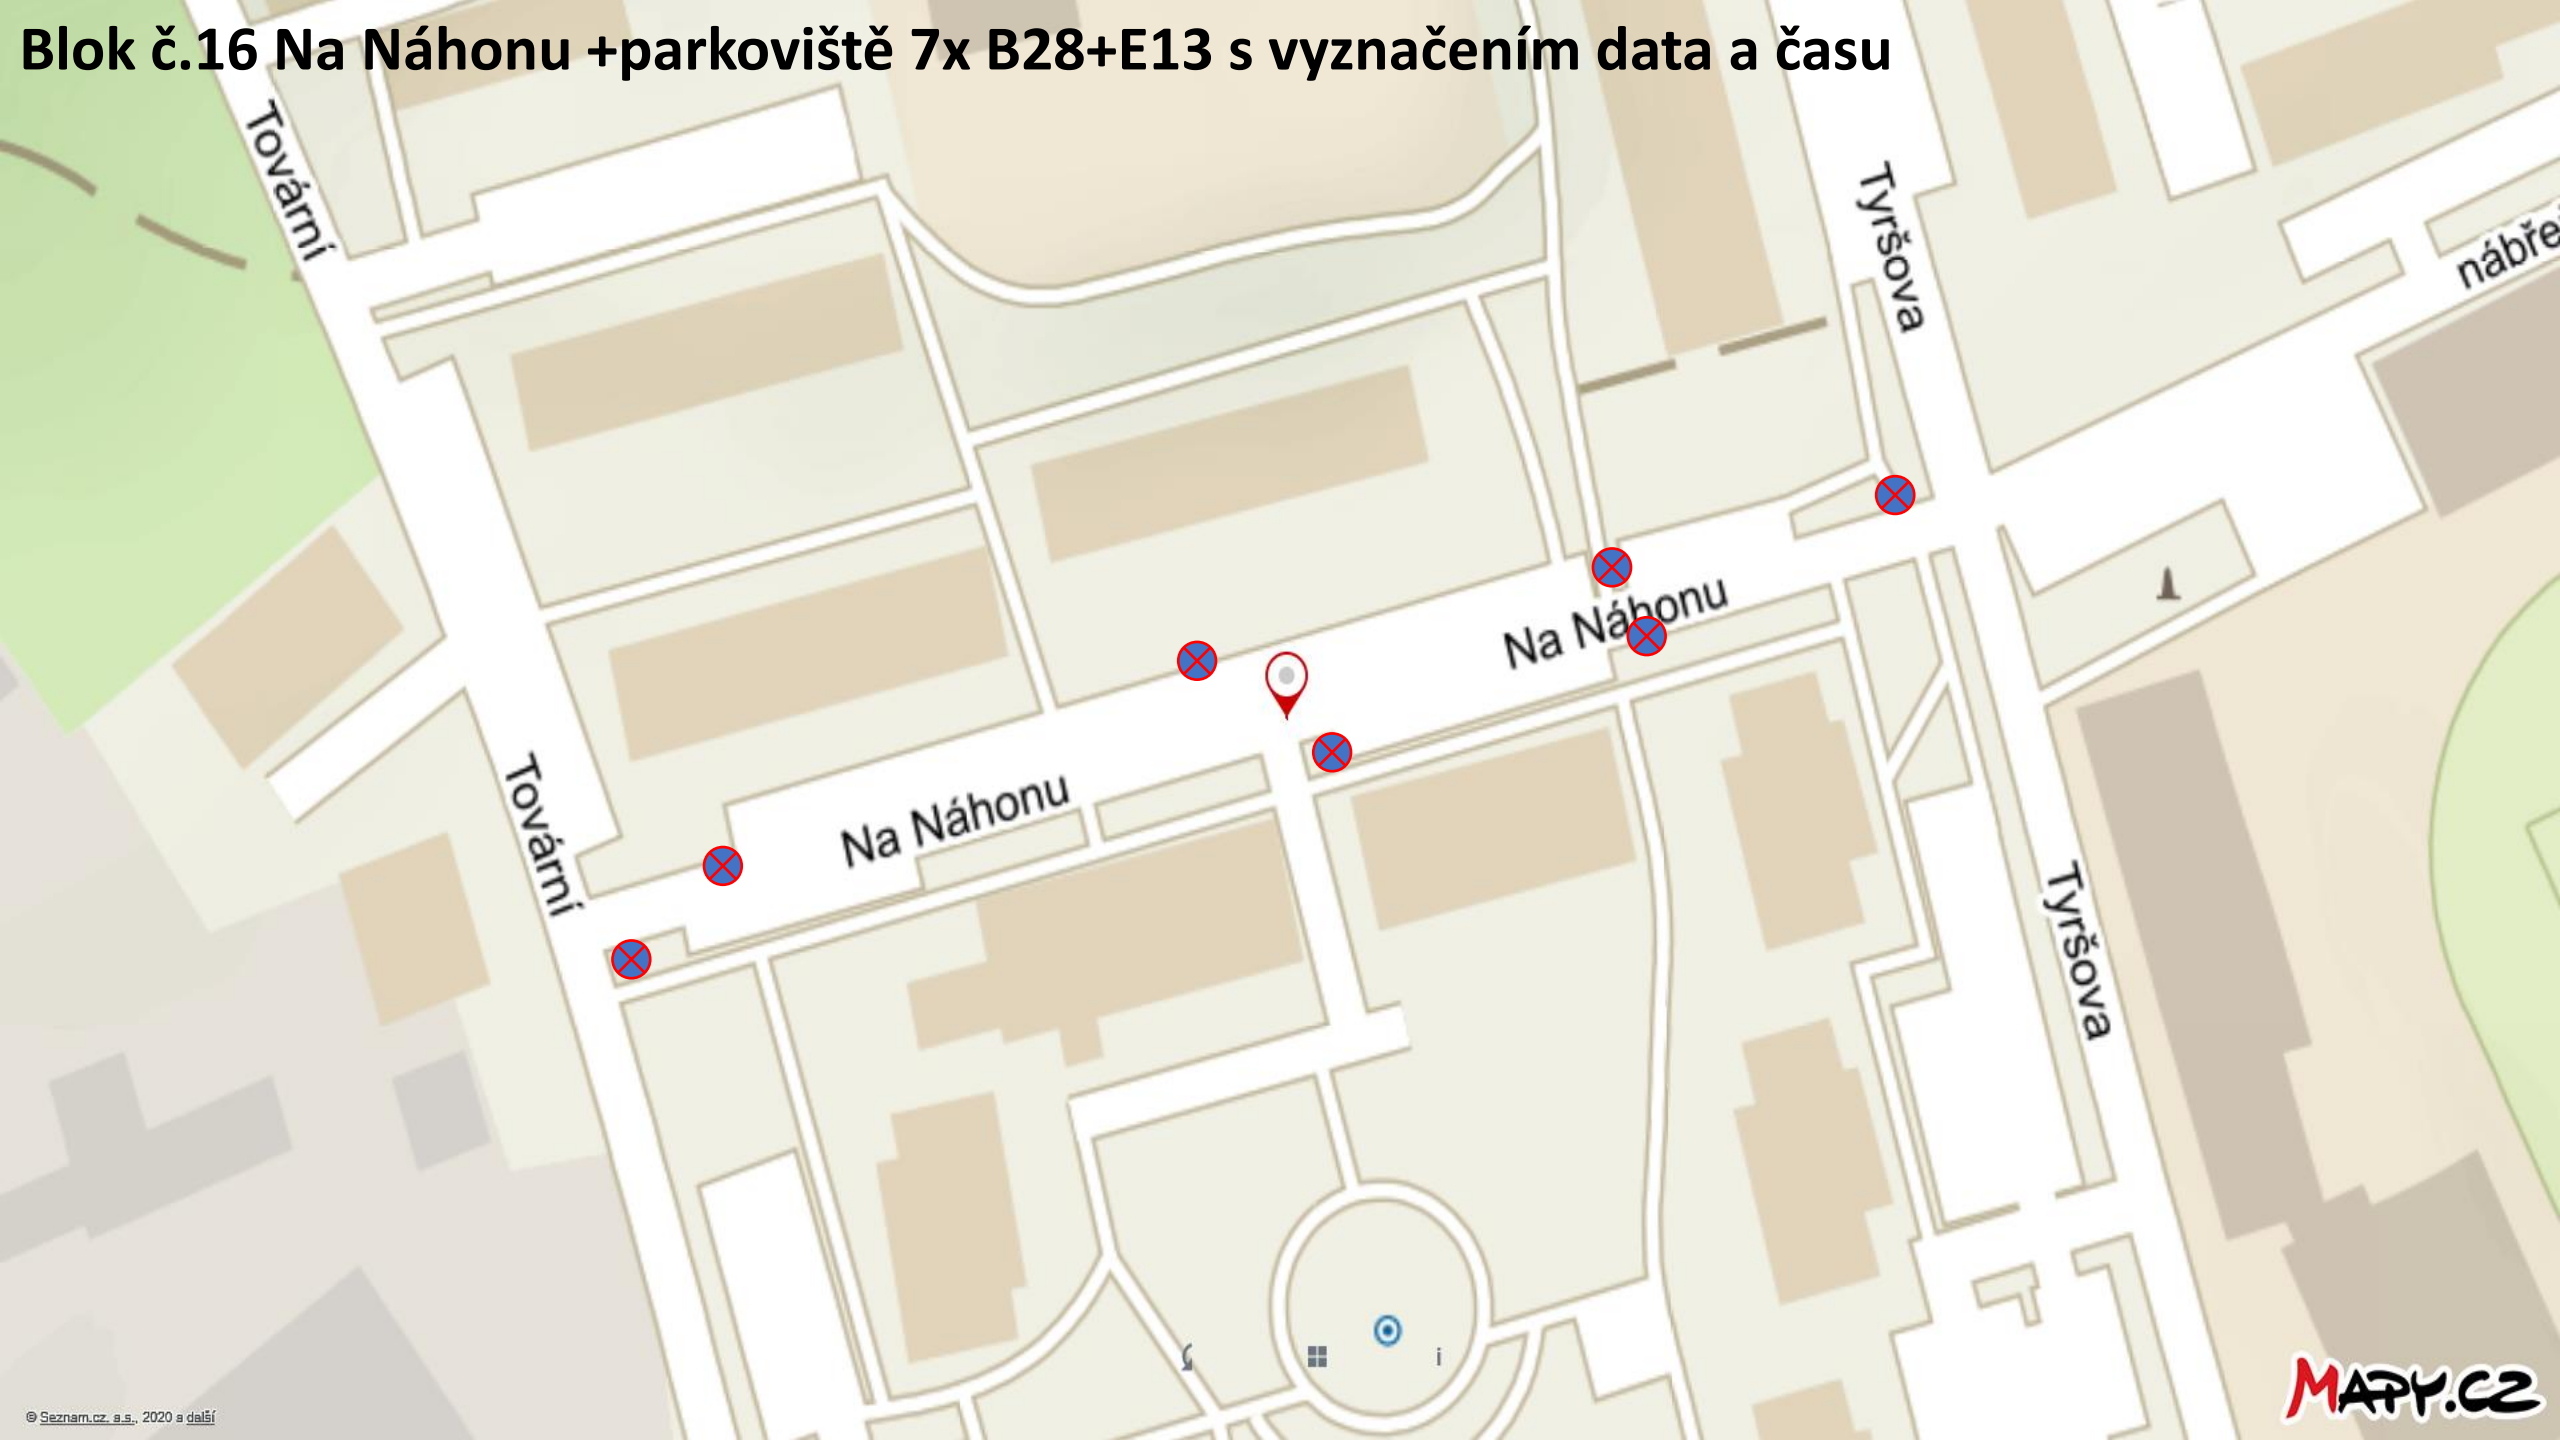 Blok č.16 Na Náhonu +parkoviště 7x B28+E13 s vyznačením data a času
Tovární
Tyršova
nábře
Na Náhonu
Na Náhonu
Tovární
Tyršova
i
© Seznam.cz, a.s., 2020 a další
MAPY.CZ